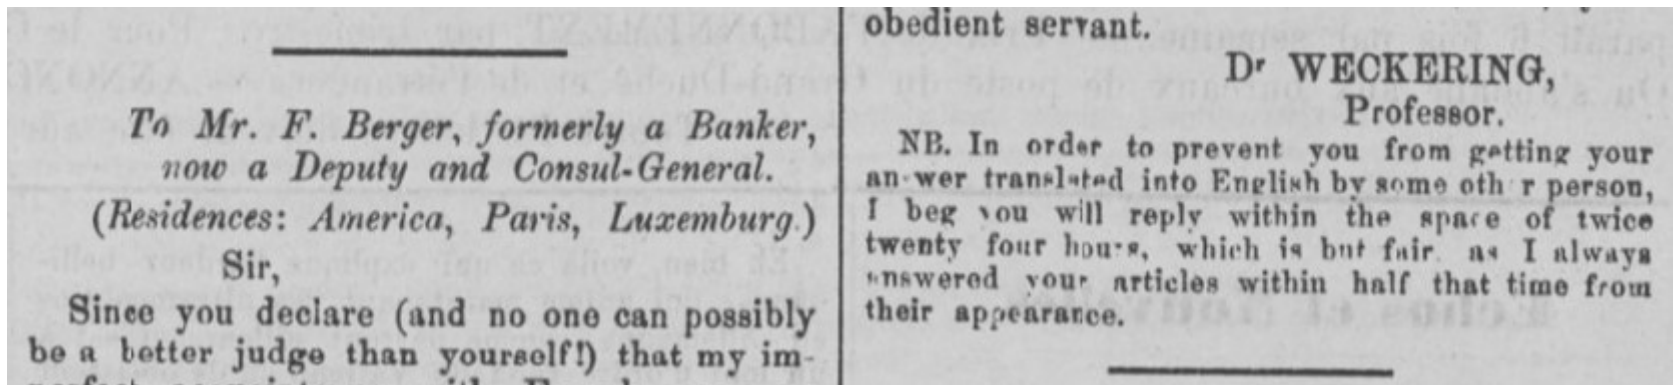 To Mr. F. Berger, formerly a Banker,
now a Deputy and Consul-General.
(Residences: America, Paris, Luxemburg.)
Sir,
Since you declare (and no one can possibly
be a better judge than yourself!) that my im-
obedient servant.
Dr WECKERING,
Professor.
NB. In order to prevent you from getting your
answer translated into English by some other person,
I beg you will reply within the space of twice
twenty four hours, which is but fair. as I always
answered your articles within half that time from
their appearance.